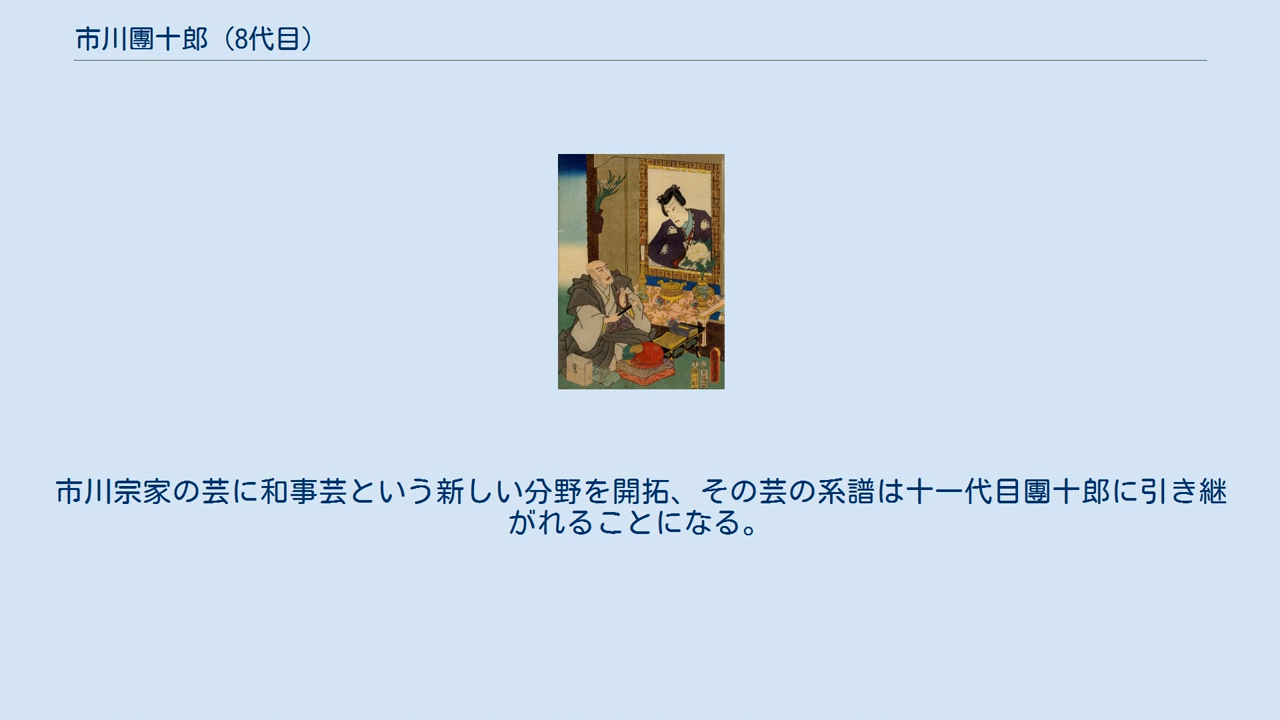 市川團十郎（8代目）
市川宗家の芸に和事芸という新しい分野を開拓、その芸の系譜は十一代目團十郎に引き継
がれることになる。